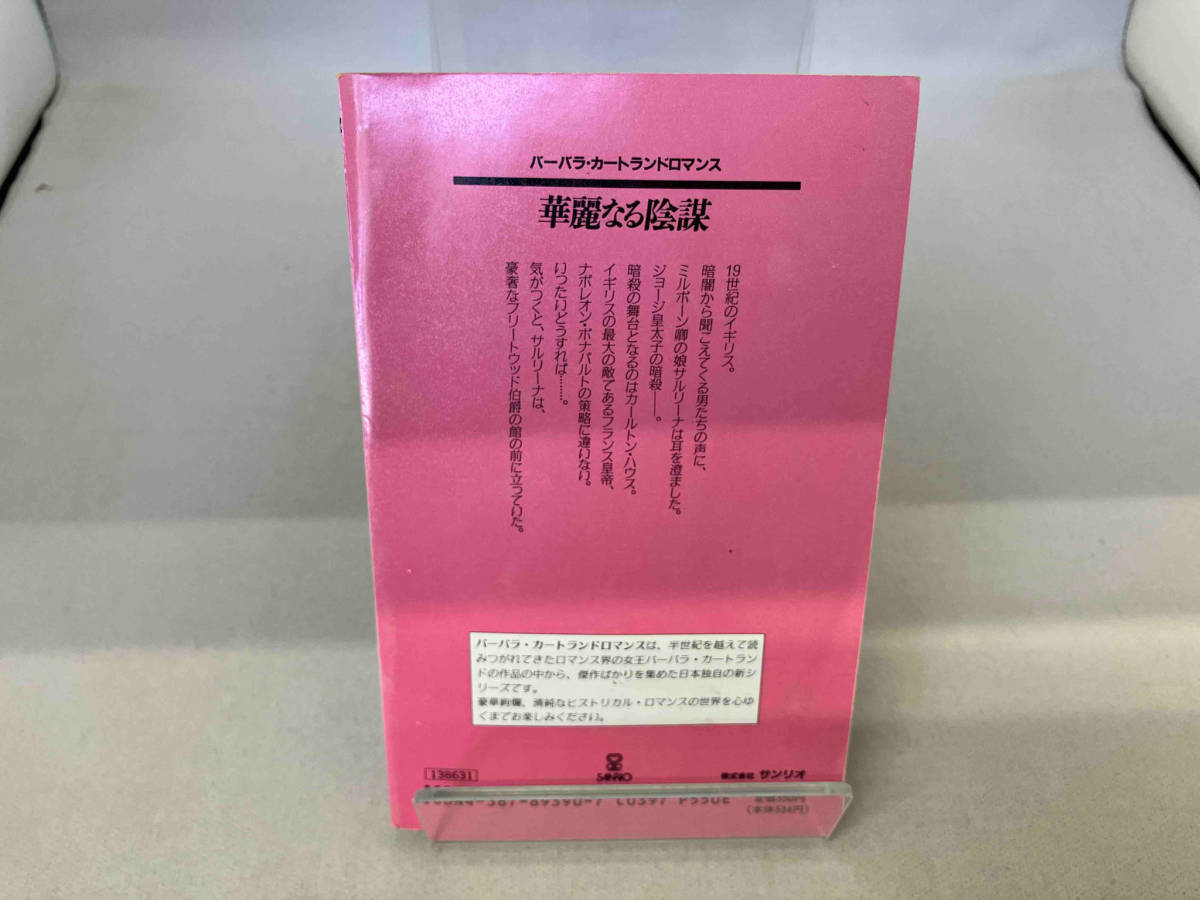 バーバラ・カートランドロマンス
華麗なる陰謀
19世紀のイギリス。
暗闇から聞こえてくる男たちの声に、
ミルボーン卿の娘サルリーナは耳を澄ました。
ジョージ皇太子の暗殺——。
暗殺の舞台となるのはカールトン・ハウス。
イギリスの最大の敵であるフランス皇帝、
ナポレオン・ボナパルトの策略に違いない。
いったいどうすれば……。
気がつくと、サルリーナは、
豪奢なフリートウッド伯爵の館の前に立っていた。
バーバラ・カートランドロマンスは、半世紀を越えて読
みつがれてきたロマンス界の女王バーバラ・カートラン
ドの作品の中から、傑作ばかりを集めた日本独自の新シ
リーズです。
豪華絢爛、清純なヒストリカル・ロマンスの世界を心ゆ
くまでお楽しみください。
138631
SANRIO
株式会社 サンリオ
C0397 P550E
定価550円
(本体534円)